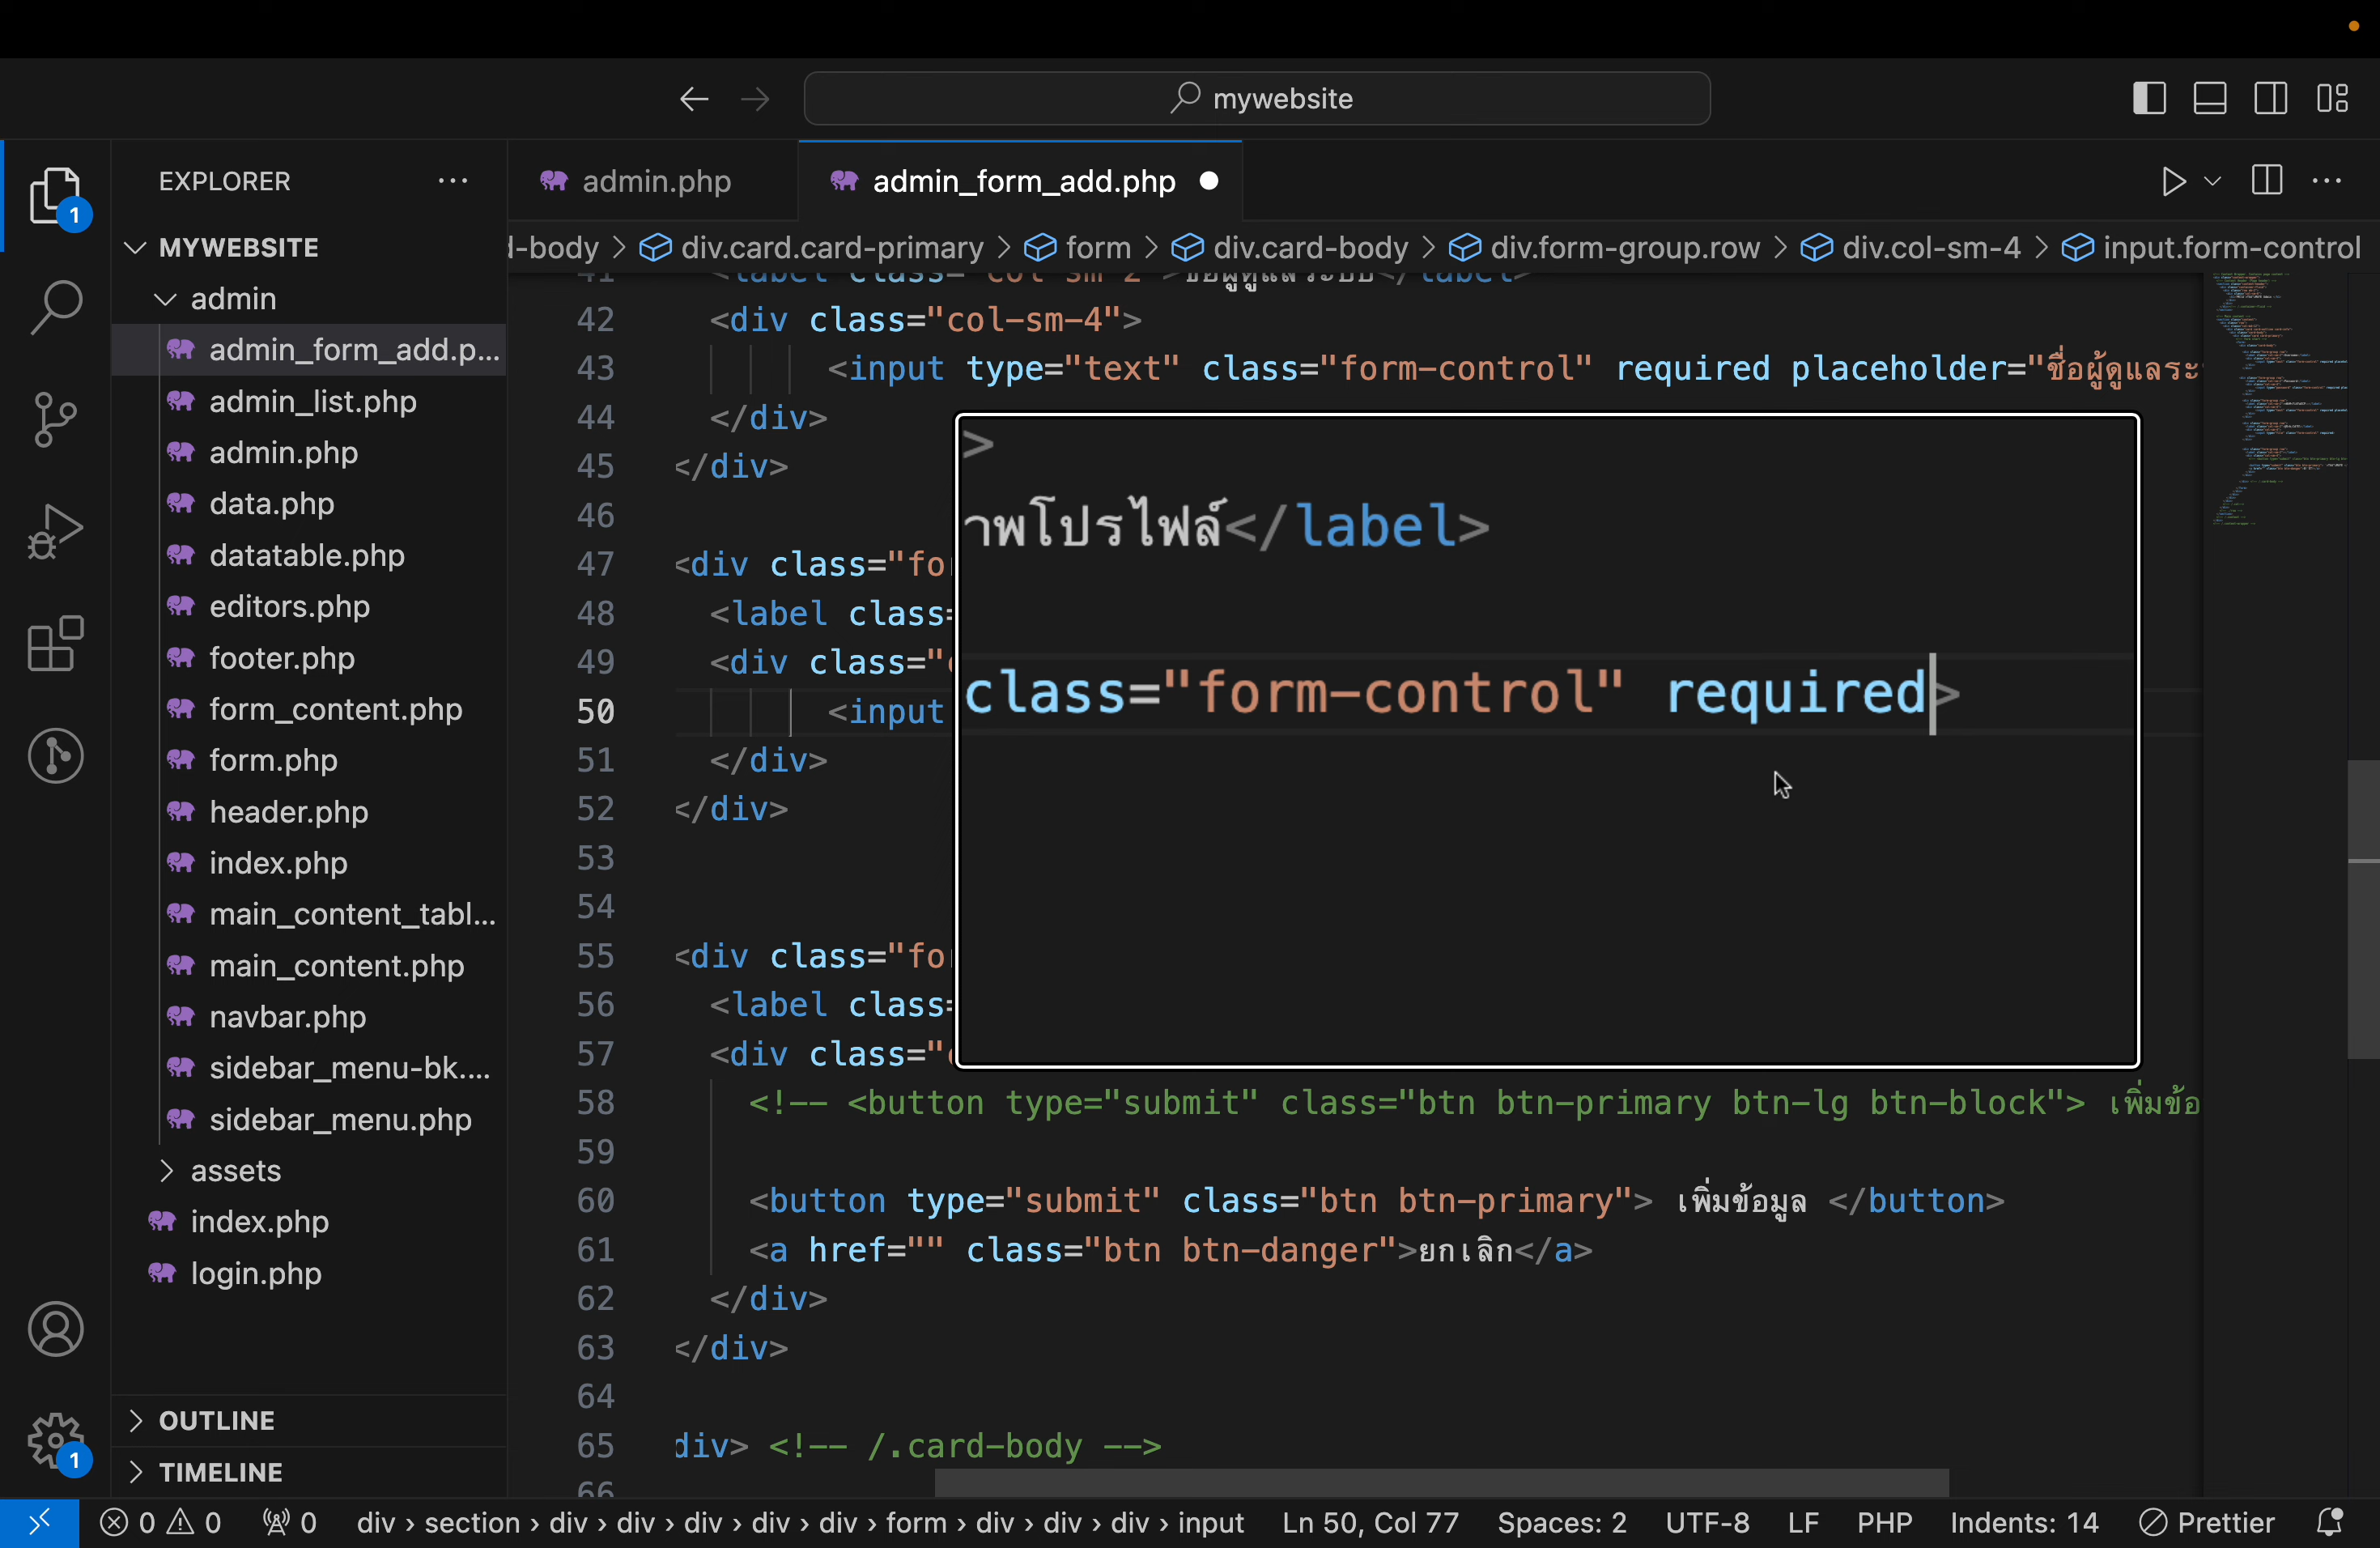 mywebsite
EXPLORER
MYWEBSITE
admin
admin_form_add.p...
admin_list.php
admin.php
data.php
datatable.php
editors.php
footer.php
form_content.php
form.php
header.php
index.php
main_content_tabl...
main_content.php
navbar.php
sidebar_menu-bk....
sidebar_menu.php
assets
index.php
login.php
OUTLINE
TIMELINE
1
1
admin.php
admin_form_add.php
d-body > div.card.card-primary > form > div.card-body > div.form-group.row > div.col-sm-4 > input.form-control
42 <div class="col-sm-4">
43 <input type="text" class="form-control" required placeholder="ชื่อผู้ดูแลระ
44 </div>
45 </div>
46
47 <div class="fo
48 <label class=
49 <div class="
50 <input
51 </div>
52 </div>
53
54
55 <div class="fo
56 <label class=
57 <div class="
58 <!-- <button type="submit" class="btn btn-primary btn-lg btn-block"> เพิ่มข้อ
59
60 <button type="submit" class="btn btn-primary"> เพิ่มข้อมูล </button>
61 <a href="" class="btn btn-danger">ยกเลิก</a>
62 </div>
63 </div>
64
65 div> <!-- /.card-body -->
66
>
าพโปรไฟล์</label>
class="form-control" required>
0 0 0 div › section › div › div › div › div › div › form › div › div › div › input Ln 50, Col 77 Spaces: 2 UTF-8 LF PHP Indents: 14 Prettier